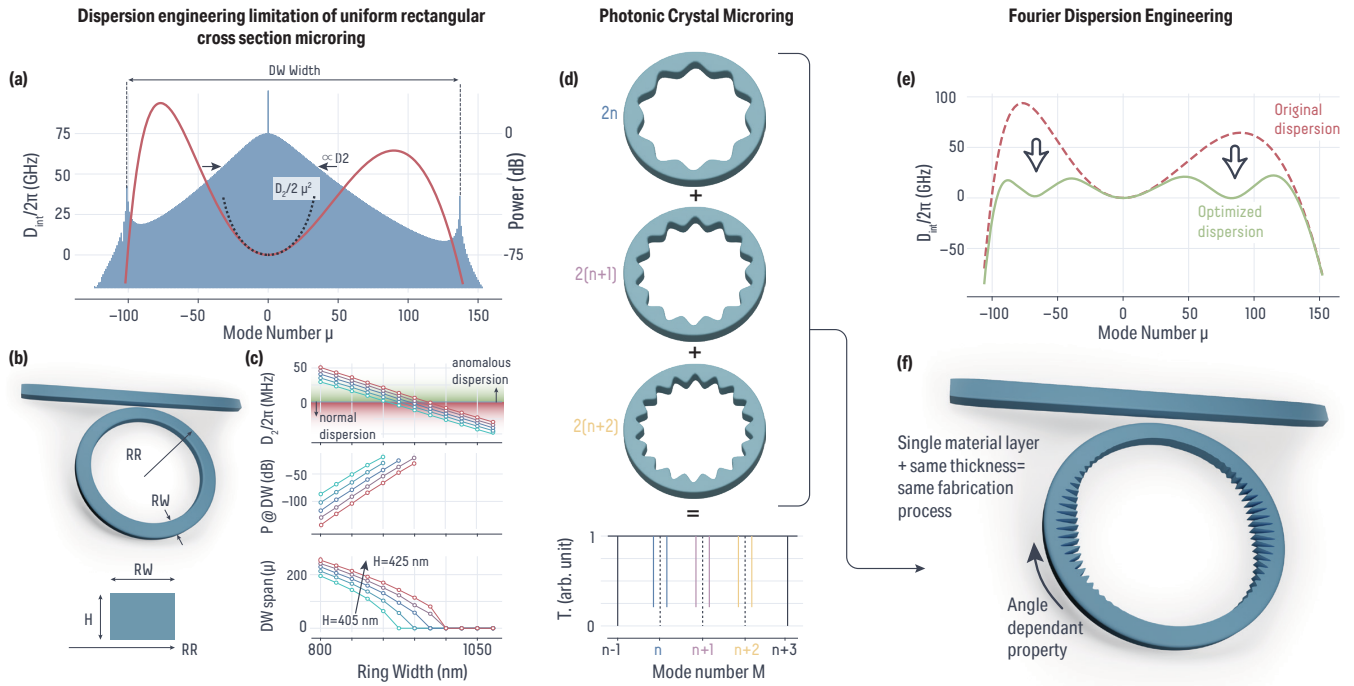 Dispersion engineering limitation of uniform rectangular
cross section microring
Photonic Crystal Microring
Fourier Dispersion Engineering
(a)
DW Width
D_int/2π (GHz)
75
50
25
0
∝D2
D₂/2 μ²
0
-75
Power (dB)
−100
−50
0
50
100
150
Mode Number μ
(b)
RR
RW
RW
H
RR
(c)
D₂/2π (MHz)
50
0
anomalous
dispersion
normal
dispersion
P @ DW (dB)
−50
−100
DW span (μ)
200
0
H=425 nm
H=405 nm
800
1050
Ring Width (nm)
(d)
2n
+
2(n+1)
+
2(n+2)
=
T. (arb. unit)
1
0
1
0
n-1
n
n+1
n+2
n+3
Mode number M
(e)
D_int/2π (GHz)
100
50
0
−50
Original
dispersion
Optimized
dispersion
−100
−50
0
50
100
150
Mode Number μ
(f)
Single material layer
+ same thickness=
same fabrication
process
Angle
dependant
property